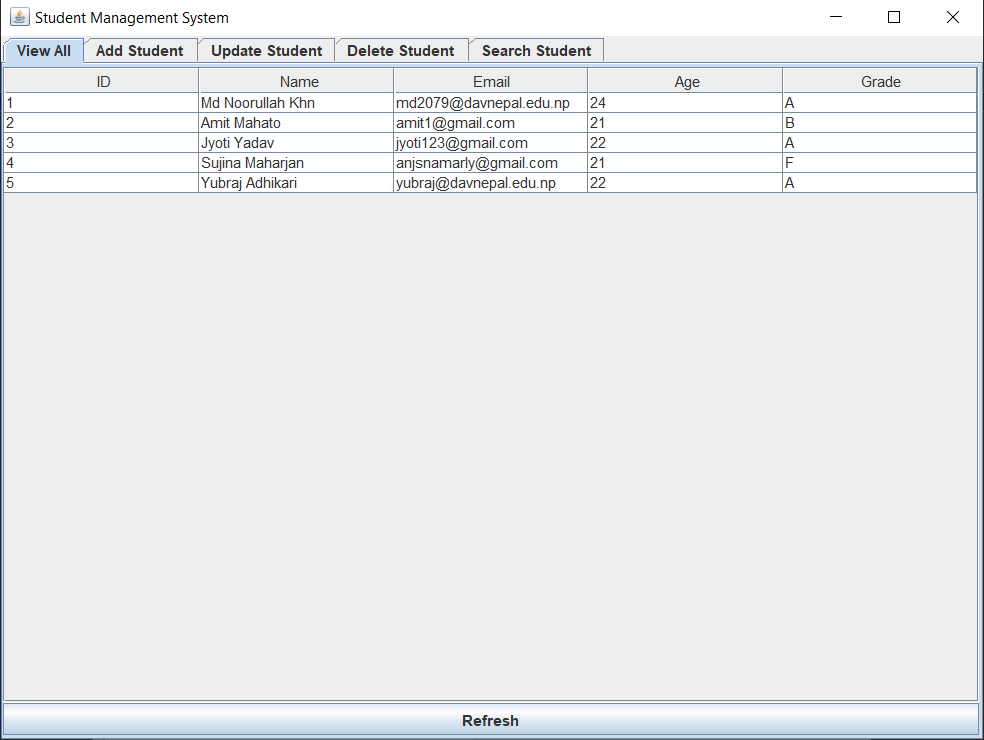 Student Management System
View All Add Student Update Student Delete Student Search Student
ID Name Email Age Grade
1 Md Noorullah Khn md2079@davnepal.edu.np 24 A
2 Amit Mahato amit1@gmail.com 21 B
3 Jyoti Yadav jyoti123@gmail.com 22 A
4 Sujina Maharjan anjsnamarly@gmail.com 21 F
5 Yubraj Adhikari yubraj@davnepal.edu.np 22 A
Refresh